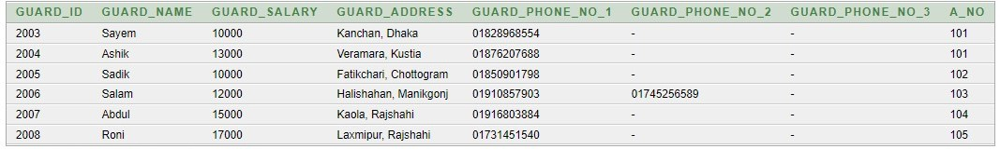 GUARD_ID GUARD_NAME GUARD_SALARY GUARD_ADDRESS GUARD_PHONE_NO_1 GUARD_PHONE_NO_2 GUARD_PHONE_NO_3 A_NO
2003 Sayem 10000 Kanchan, Dhaka 01828968554 - - 101
2004 Ashik 13000 Veramara, Kustia 01876207688 - - 101
2005 Sadik 10000 Fatikchari, Chottogram 01850901798 - - 102
2006 Salam 12000 Halishahan, Manikgonj 01910857903 01745256589 - 103
2007 Abdul 15000 Kaola, Rajshahi 01916803884 - - 104
2008 Roni 17000 Laxmipur, Rajshahi 01731451540 - - 105